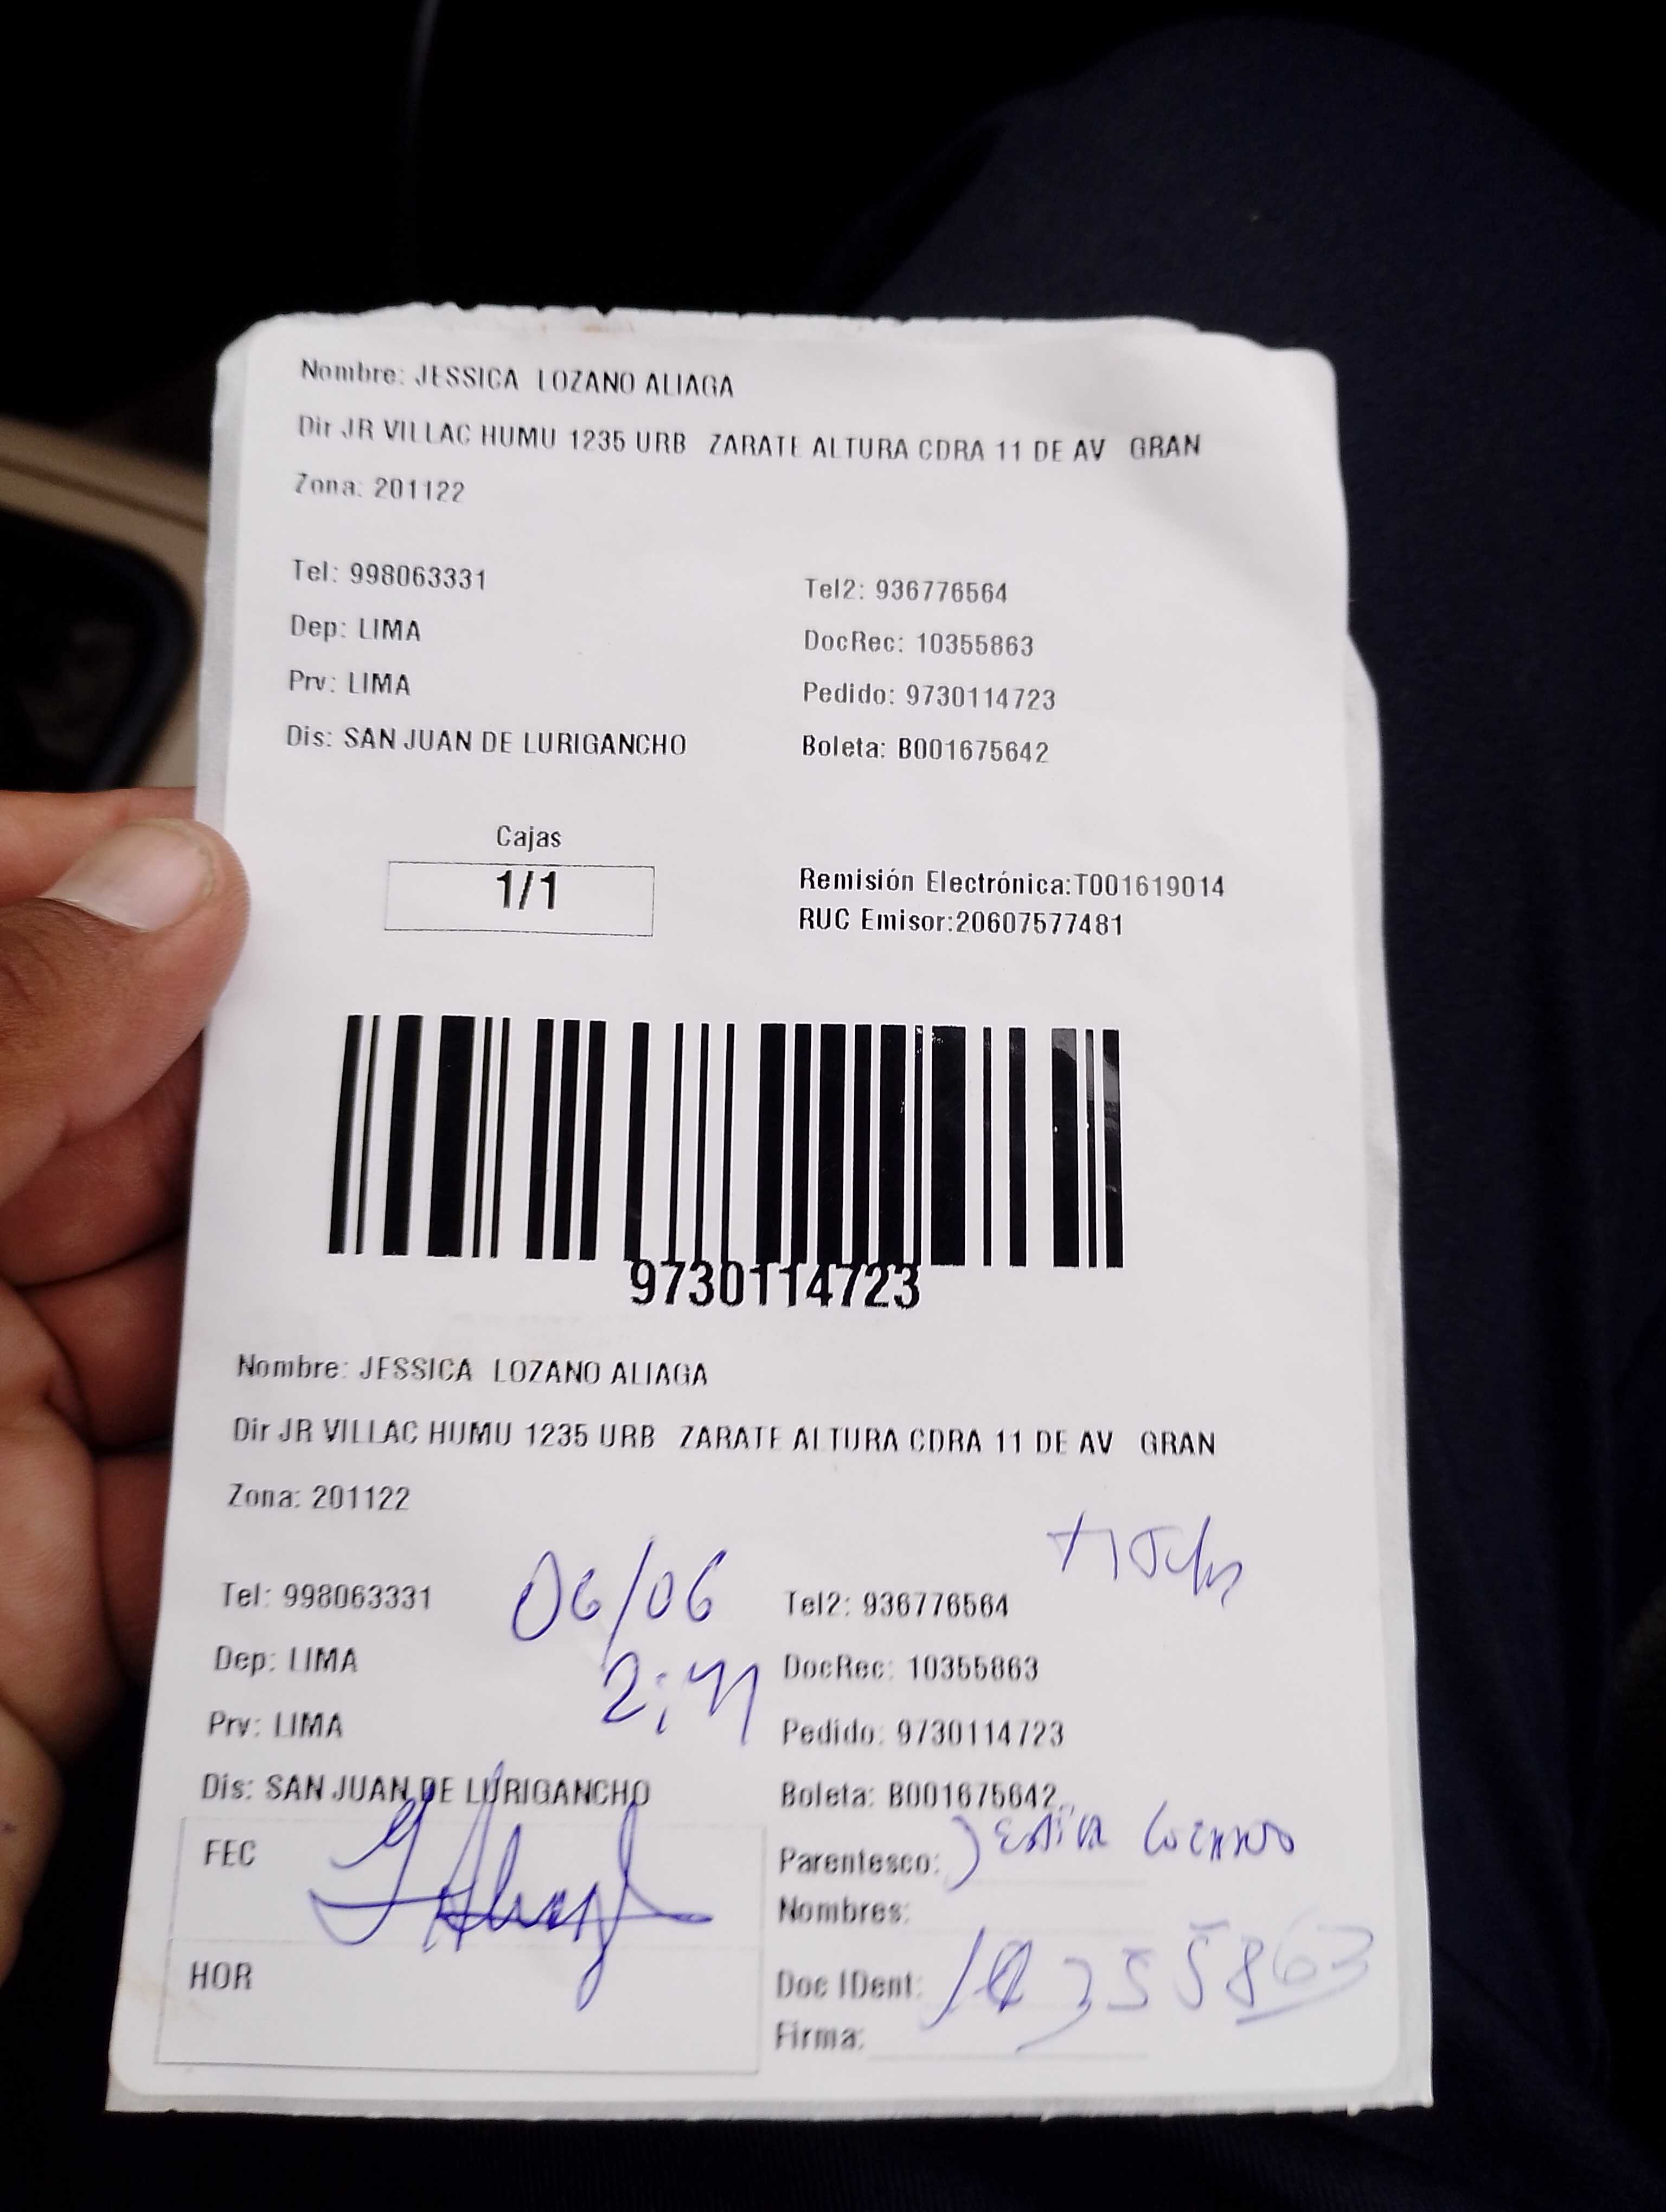 Nombre: JESSICA LOZANO ALIAGA
Dir JR VILLAC HUMU 1235 URB ZARATE ALTURA CDRA 11 DE AV GRAN
Zona: 201122
Tel: 998063331 Tel2: 936776564
Dep: LIMA DocRec: 10355863
Prv: LIMA Pedido: 9730114723
Dis: SAN JUAN DE LURIGANCHO Boleta: B001675642
Cajas
1/1
Remisión Electrónica:T001619014
RUC Emisor:20607577481
9730114723
Nombre: JESSICA LOZANO ALIAGA
Dir JR VILLAC HUMU 1235 URB ZARATE ALTURA CDRA 11 DE AV GRAN
Zona: 201122
Tel: 998063331 06/06 Tel2: 936776564
Dep: LIMA DocRec: 10355863
Prv: LIMA Pedido: 9730114723
Dis: SAN JUAN DE LURIGANCHO Boleta: B001675642
FEC Parentesco: Jessica Lozano
Nombres:
HOR Doc IDent: 10355863
Firma: